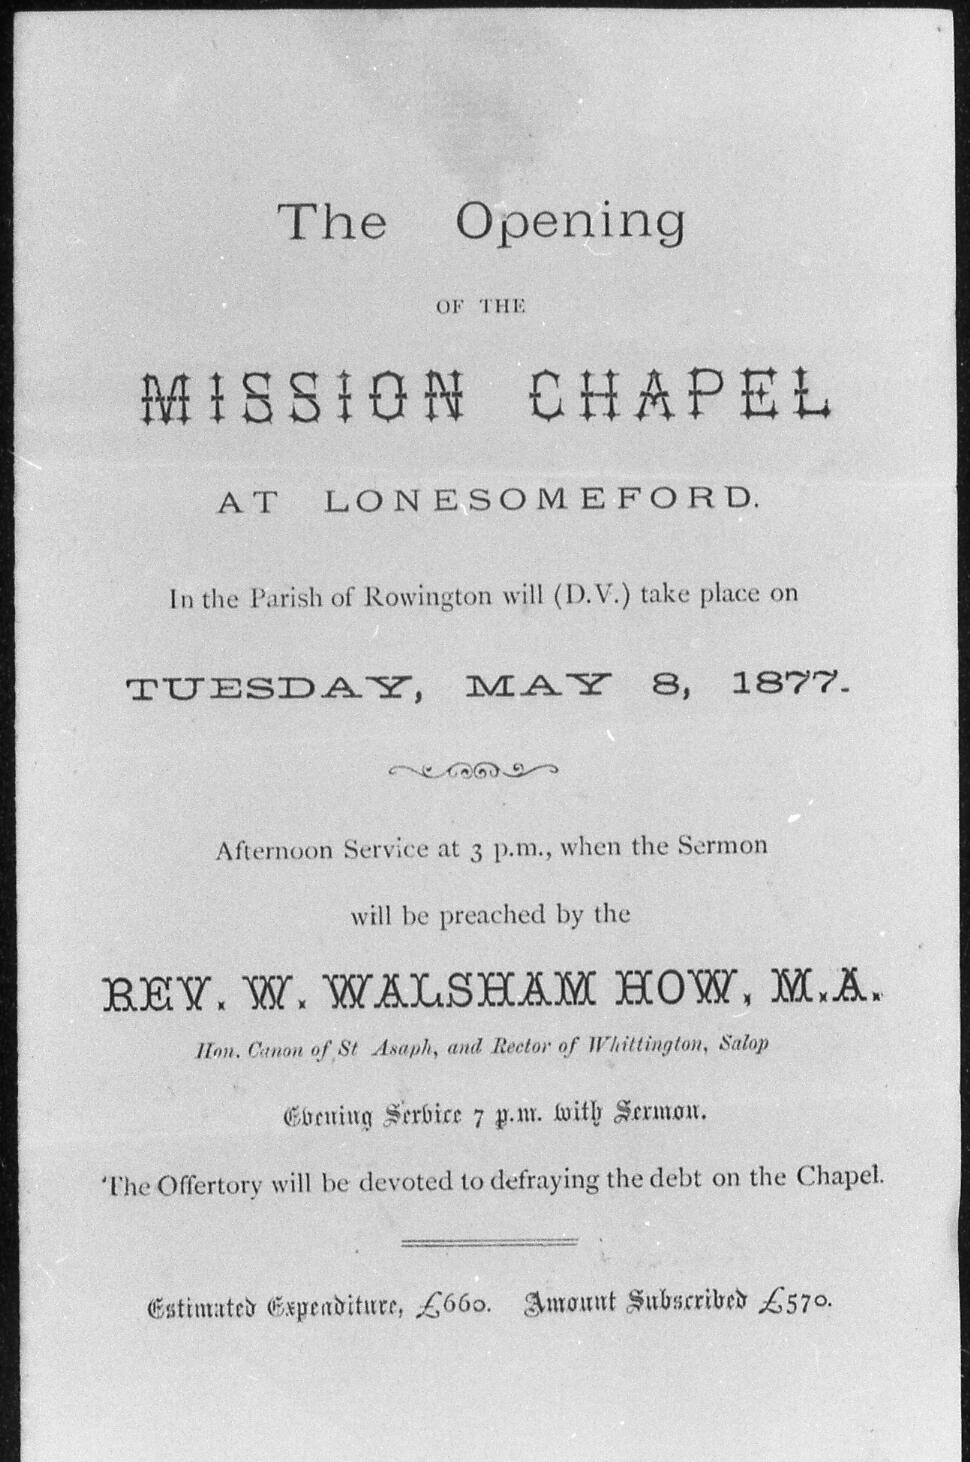 The Opening
OF THE
MISSION CHAPEL
AT LONESOMEFORD.
In the Parish of Rowington will (D.V.) take place on
TUESDAY, MAY 8, 1877.
Afternoon Service at 3 p.m., when the Sermon
will be preached by the
REV. W. WALSHAM HOW, M.A.
Hon. Canon of St Asaph, and Rector of Whittington, Salop
Evening Service 7 p.m. with Sermon.
The Offertory will be devoted to defraying the debt on the Chapel.
Estimated Expenditure, £660. Amount Subscribed £570.